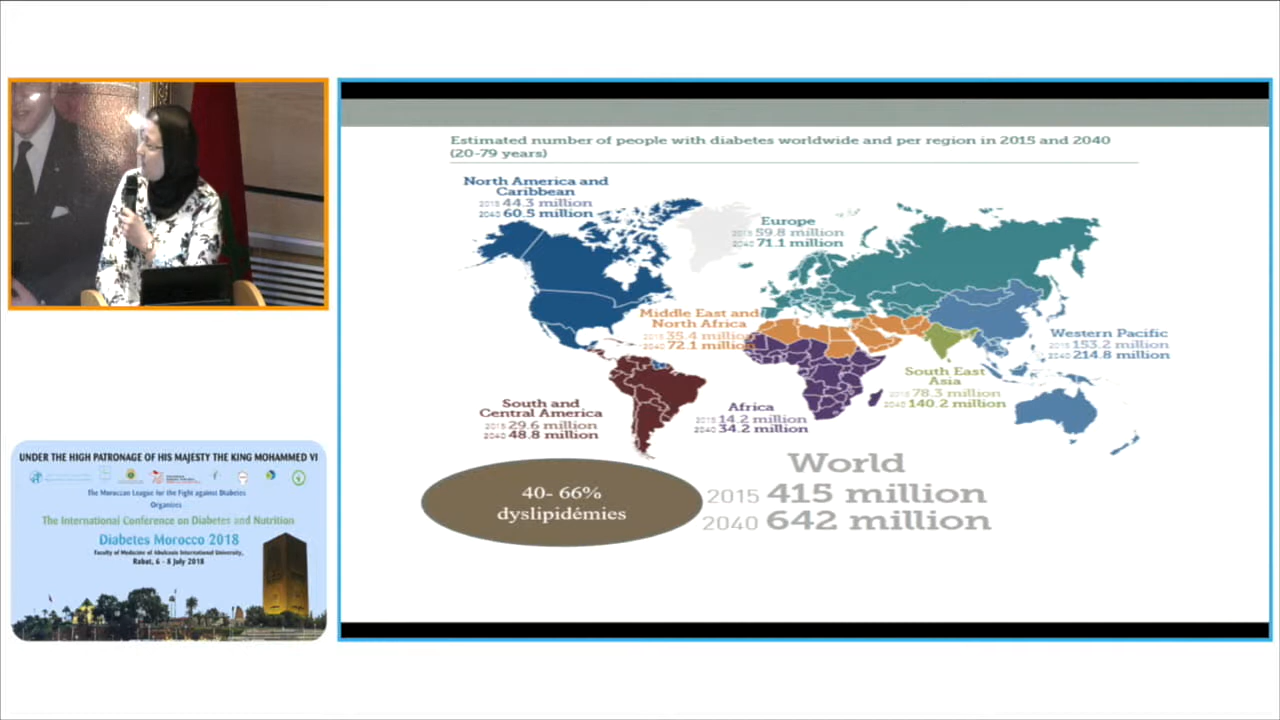 Estimated number of people with diabetes worldwide and per region in 2015 and 2040
(20-79 years)
North America and
Caribbean
2015 44.3 million
2040 60.5 million
Europe
2015 59.8 million
2040 71.1 million
Middle East and
North Africa
2015 35.4 million
2040 72.1 million
Western Pacific
2015 153.2 million
2040 214.8 million
South East
Asia
2015 78.3 million
2040 140.2 million
South and
Central America
2015 29.6 million
2040 48.8 million
Africa
2015 14.2 million
2040 34.2 million
World
2015 415 million
2040 642 million
40- 66%
dyslipidémies
UNDER THE HIGH PATRONAGE OF HIS MAJESTY THE KING MOHAMMED VI
The Moroccan League for the Fight against Diabetes
Organizes
The International Conference on Diabetes and Nutrition
Diabetes Morocco 2018
Faculty of Medicine of Abulcasis International University,
Rabat, 6 - 8 July 2018